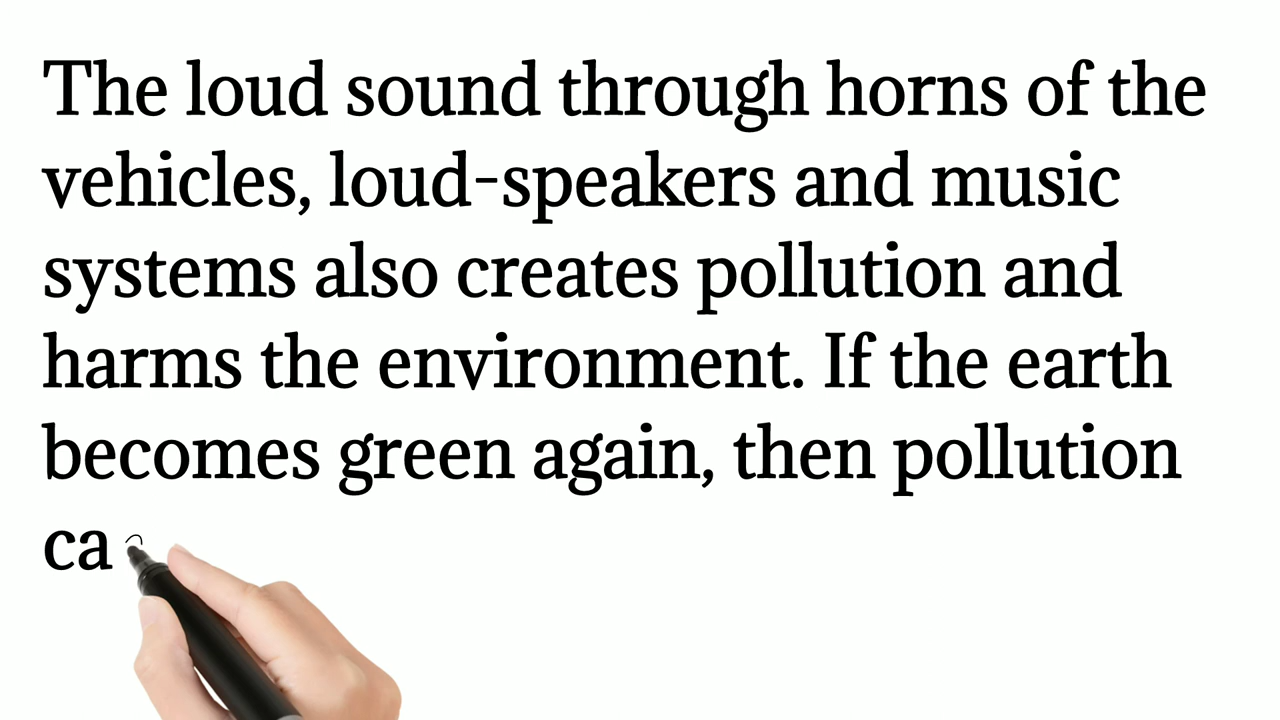 The loud sound through horns of the
vehicles, loud-speakers and music
systems also creates pollution and
harms the environment. If the earth
becomes green again, then pollution
ca